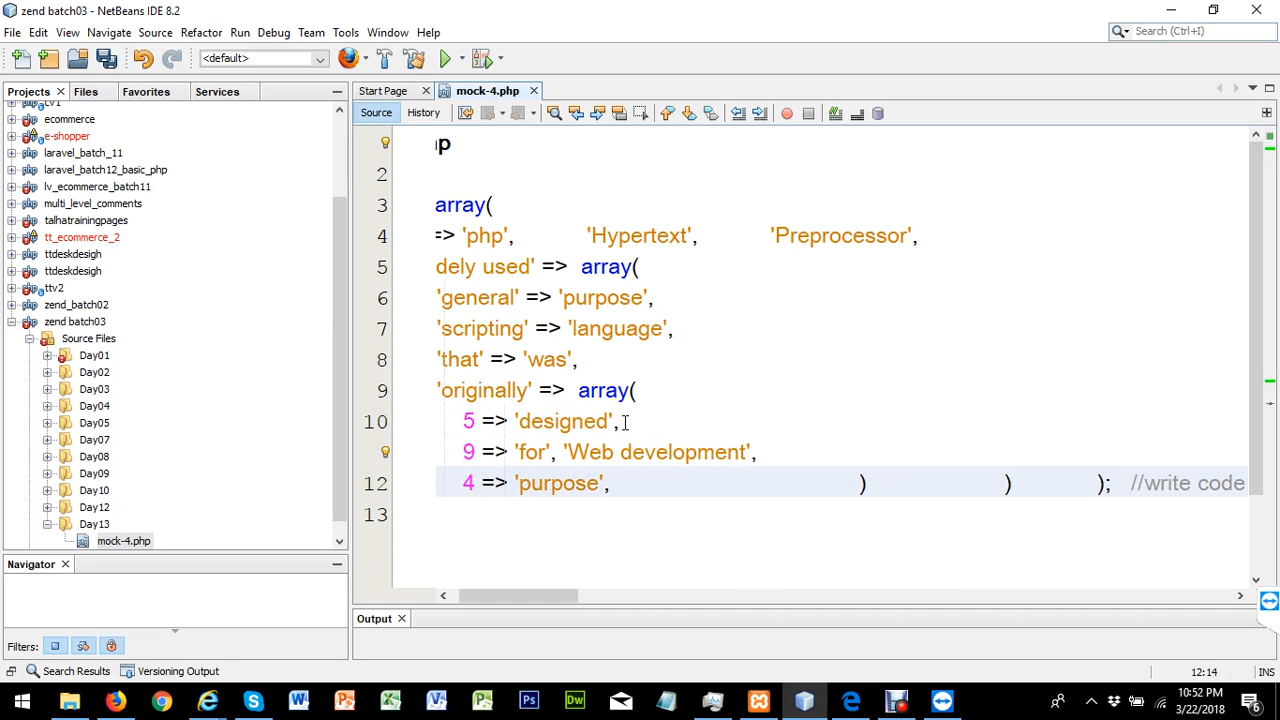 zend batch03 - NetBeans IDE 8.2
File Edit View Navigate Source Refactor Run Debug Team Tools Window Help
Search (Ctrl+I)
<default>
Projects Files Favorites Services
Start Page mock-4.php
Source History
cv1
ecommerce
e-shopper
laravel_batch_11
laravel_batch12_basic_php
lv_ecommerce_batch11
multi_level_comments
talhatrainingpages
tt_ecommerce_2
ttdeskdesigh
ttdeskdesigh
ttv2
zend_batch02
zend batch03
Source Files
Day01
Day02
Day03
Day04
Day05
Day07
Day08
Day09
Day10
Day12
Day13
mock-4.php
p
2
3 array(
4 => 'php', 'Hypertext', 'Preprocessor',
5 dely used' => array(
6 'general' => 'purpose',
7 'scripting' => 'language',
8 'that' => 'was',
9 'originally' => array(
10 5 => 'designed',
9 => 'for', 'Web development',
12 4 => 'purpose', ) ) ); //write code
13
Navigator
Filters:
Output
Search Results Versioning Output
12:14 INS
10:52 PM
3/22/2018